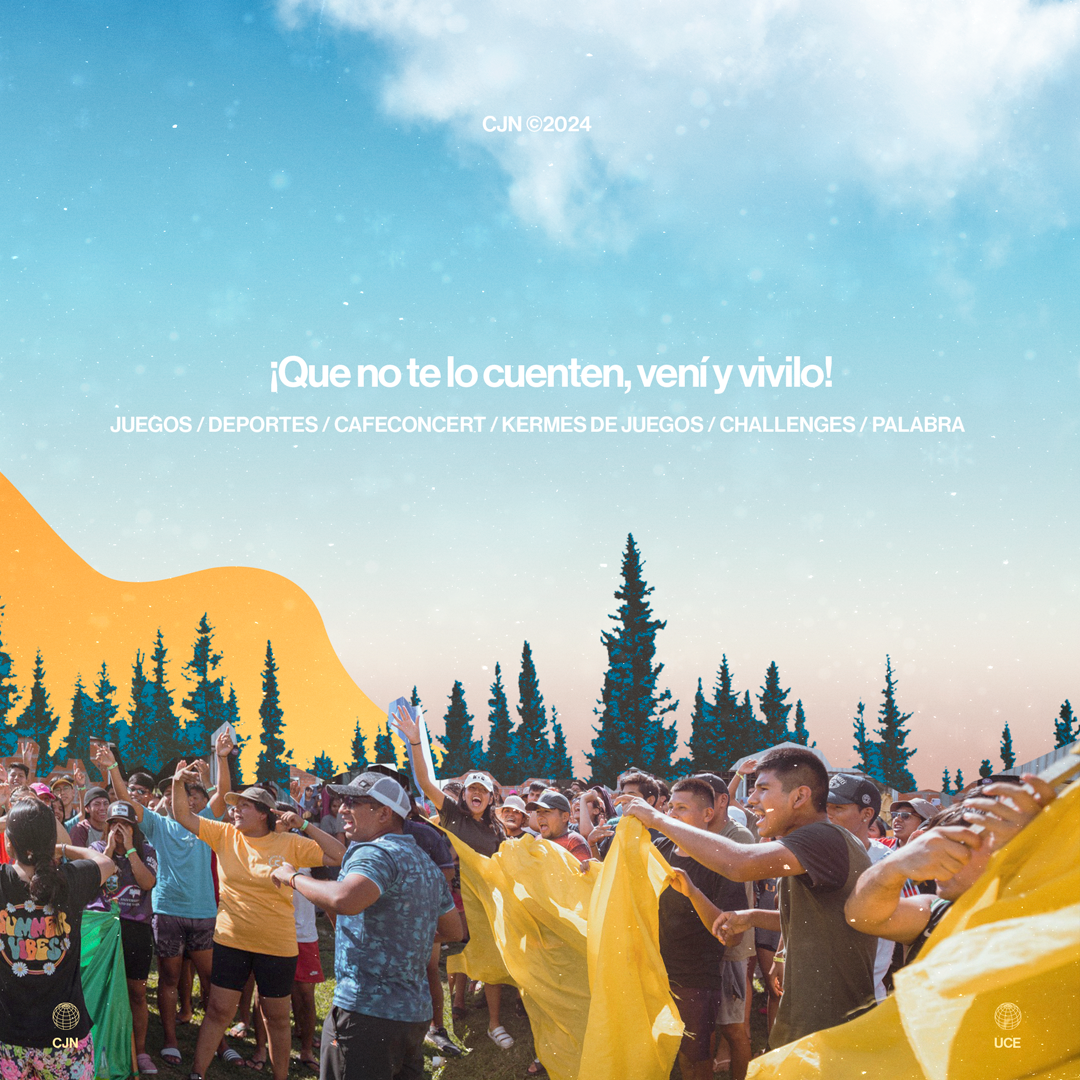 CJN ©2024
¡Que no te lo cuenten, vení y vivilo!
JUEGOS / DEPORTES / CAFECONCERT / KERMES DE JUEGOS / CHALLENGES / PALABRA
SUMMER
VIBES
CJN
UCE